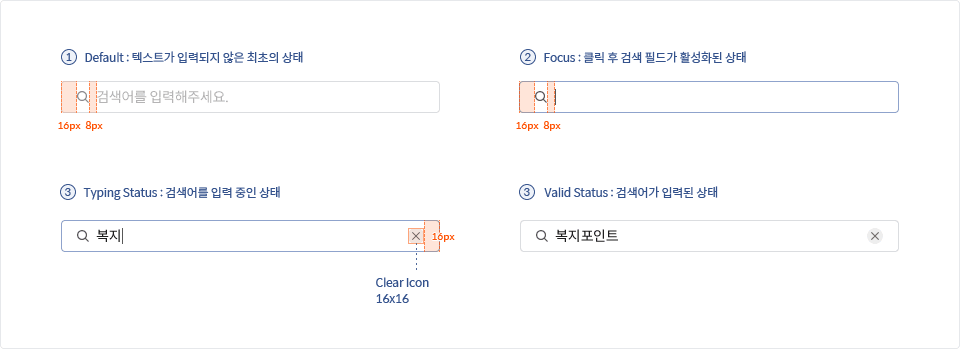 ① Default : 텍스트가 입력되지 않은 최초의 상태
검색어를 입력해주세요.
16px 8px
② Focus : 클릭 후 검색 필드가 활성화된 상태
16px 8px
③ Typing Status : 검색어를 입력 중인 상태
복지
16px
Clear Icon
16x16
③ Valid Status : 검색어가 입력된 상태
복지포인트